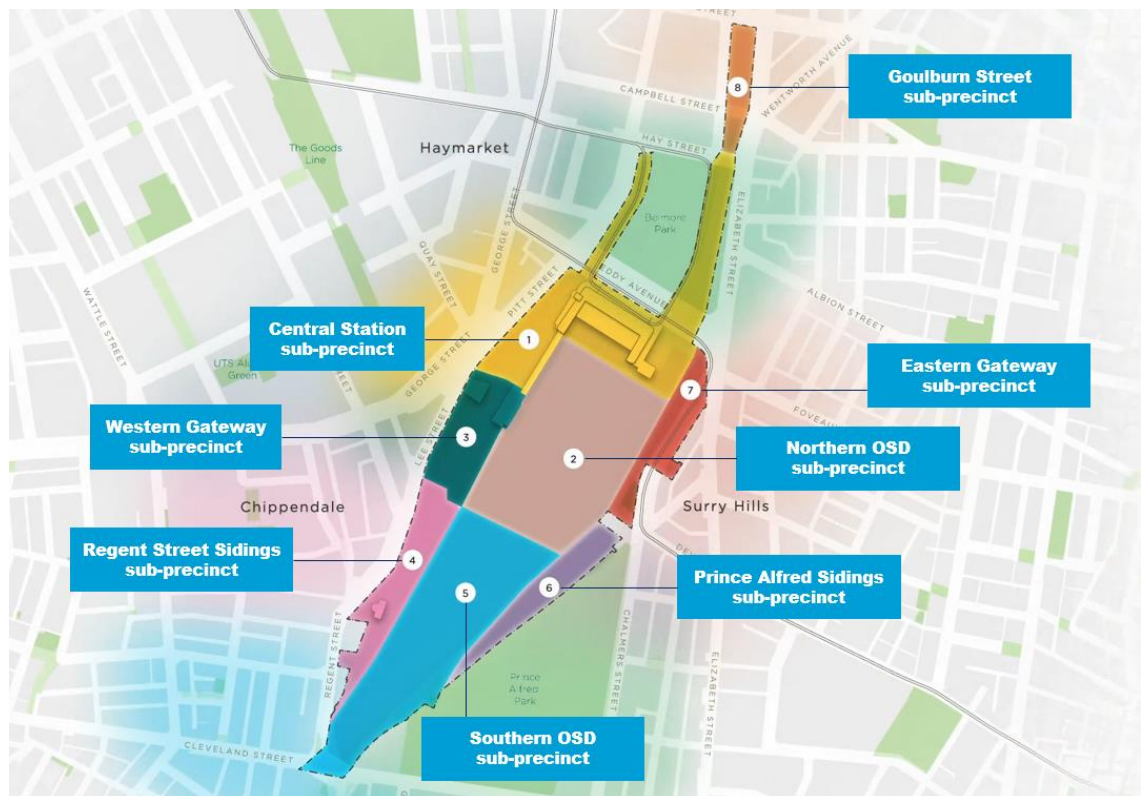 WENTWORTH AVENUE
8
Goulburn Street
sub-precinct
CAMPBELL STREET
HAY STREET
The Goods
Line
Haymarket
GEORGE STREET
Belmore
Park
ELIZABETH STREET
QUAY STREET
PITT STREET
EDDY AVENUE
WATTLE STREET
ALBION STREET
Central Station
sub-precinct
1
UTS Al
Green
GEORGE STREET
7
Eastern Gateway
sub-precinct
Western Gateway
sub-precinct
LEE STREET
3
2
Northern OSD
sub-precinct
Chippendale
Surry Hills
Regent Street Sidings
sub-precinct
4
5
6
Prince Alfred Sidings
sub-precinct
REGENT STREET
CHALMERS STREET
ELIZABETH STREET
Prince
Alfred
Park
CLEVELAND STREET
Southern OSD
sub-precinct